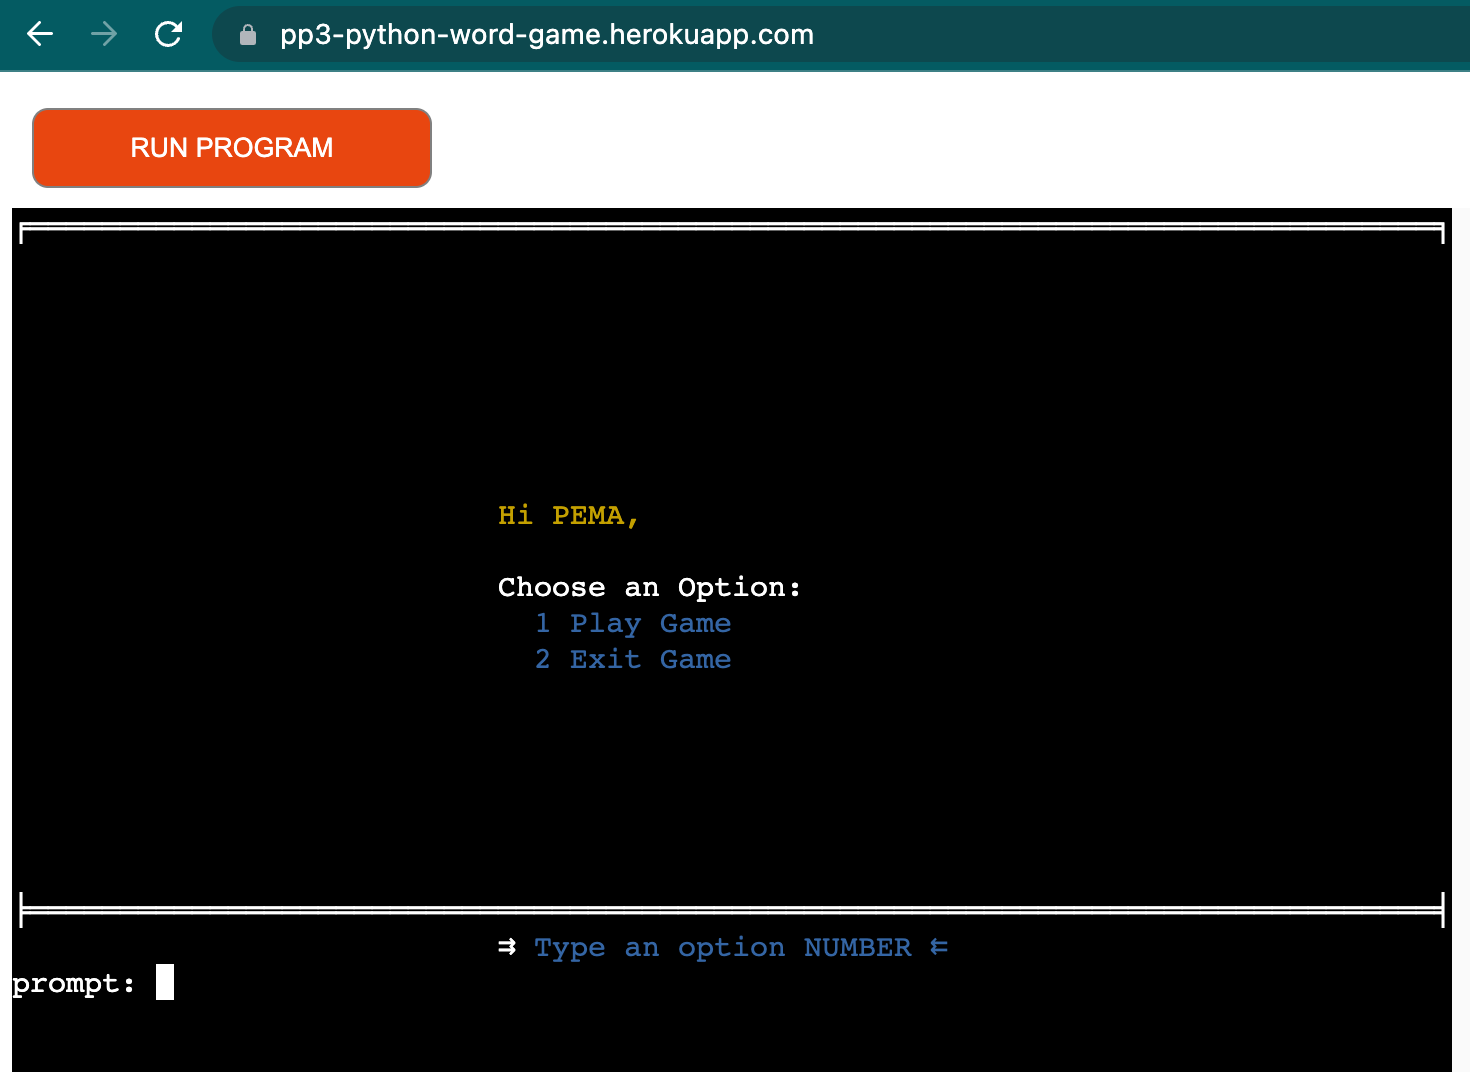 pp3-python-word-game.herokuapp.com
RUN PROGRAM
Hi PEMA,
Choose an Option:
1 Play Game
2 Exit Game
⇉ Type an option NUMBER ⇇
prompt: